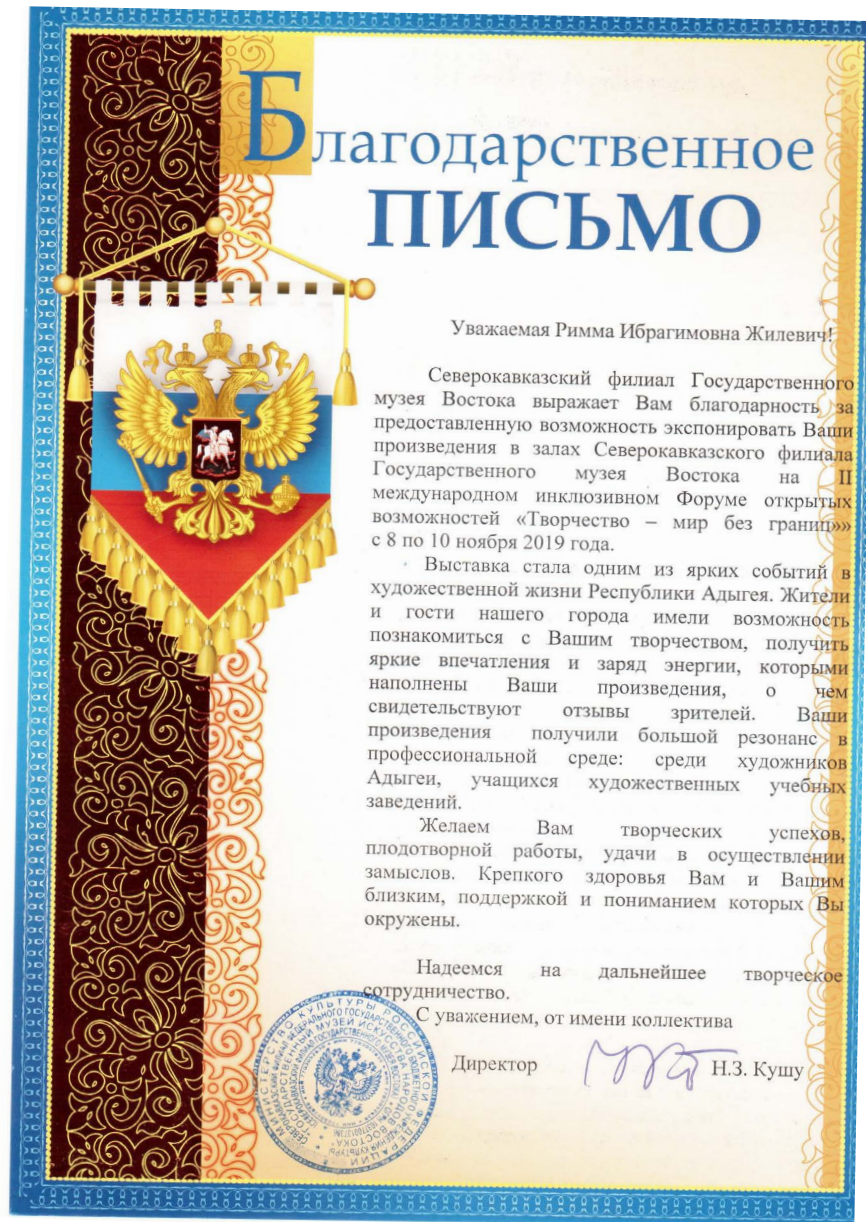 Благодарственное
ПИСЬМО
Уважаемая Римма Ибрагимовна Жилевич!
Северокавказский филиал Государственного
музея Востока выражает Вам благодарность за
предоставленную возможность экспонировать Ваши
произведения в залах Северокавказского филиала
Государственного музея Востока на II
международном инклюзивном Форуме открытых
возможностей «Творчество – мир без границ»»
с 8 по 10 ноября 2019 года.
Выставка стала одним из ярких событий в
художественной жизни Республики Адыгея. Жители
и гости нашего города имели возможность
познакомиться с Вашим творчеством, получить
яркие впечатления и заряд энергии, которыми
наполнены Ваши произведения, о чем
свидетельствуют отзывы зрителей. Ваши
произведения получили большой резонанс в
профессиональной среде: среди художников
Адыгеи, учащихся художественных учебных
заведений.
Желаем Вам творческих успехов,
плодотворной работы, удачи в осуществлении
замыслов. Крепкого здоровья Вам и Вашим
близким, поддержкой и пониманием которых Вы
окружены.
Надеемся на дальнейшее творческое
сотрудничество.
С уважением, от имени коллектива
Директор Н.З. Кушу
МИНИСТЕРСТВО КУЛЬТУРЫ РОССИЙСКОЙ ФЕДЕРАЦИИ